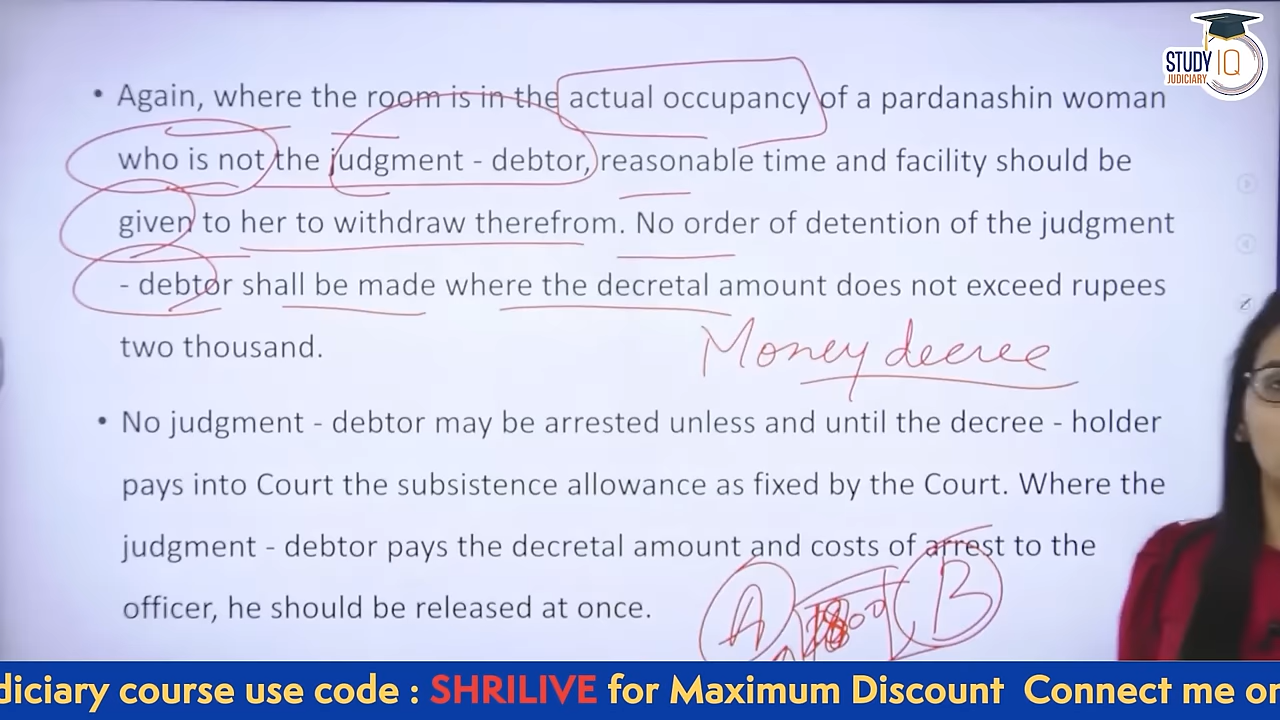 STUDY IQ
JUDICIARY
• Again, where the room is in the actual occupancy of a pardanashin woman
who is not the judgment - debtor, reasonable time and facility should be
given to her to withdraw therefrom. No order of detention of the judgment
- debtor shall be made where the decretal amount does not exceed rupees
two thousand.
Money decree
• No judgment - debtor may be arrested unless and until the decree - holder
pays into Court the subsistence allowance as fixed by the Court. Where the
judgment - debtor pays the decretal amount and costs of arrest to the
officer, he should be released at once.
A B
diciary course use code : SHRILIVE for Maximum Discount Connect me on